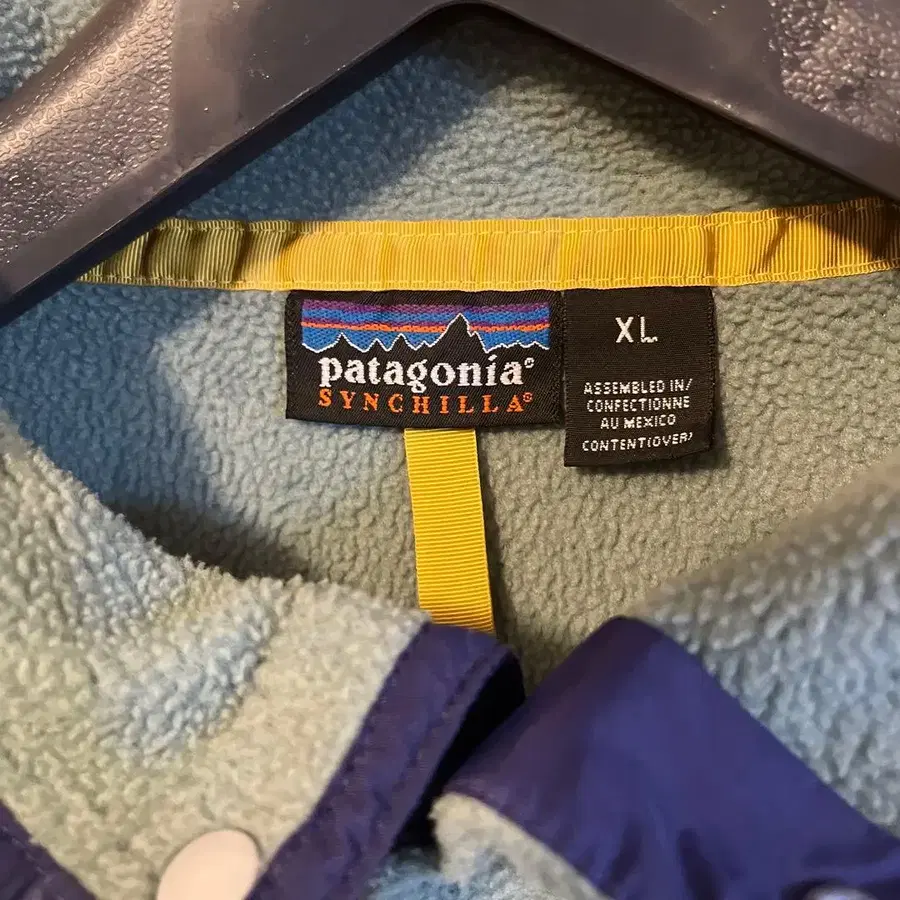 patagonia®
SYNCHILLA®
XL
ASSEMBLED IN/
CONFECTIONNE
AU MEXICO
CONTENT(OVER)